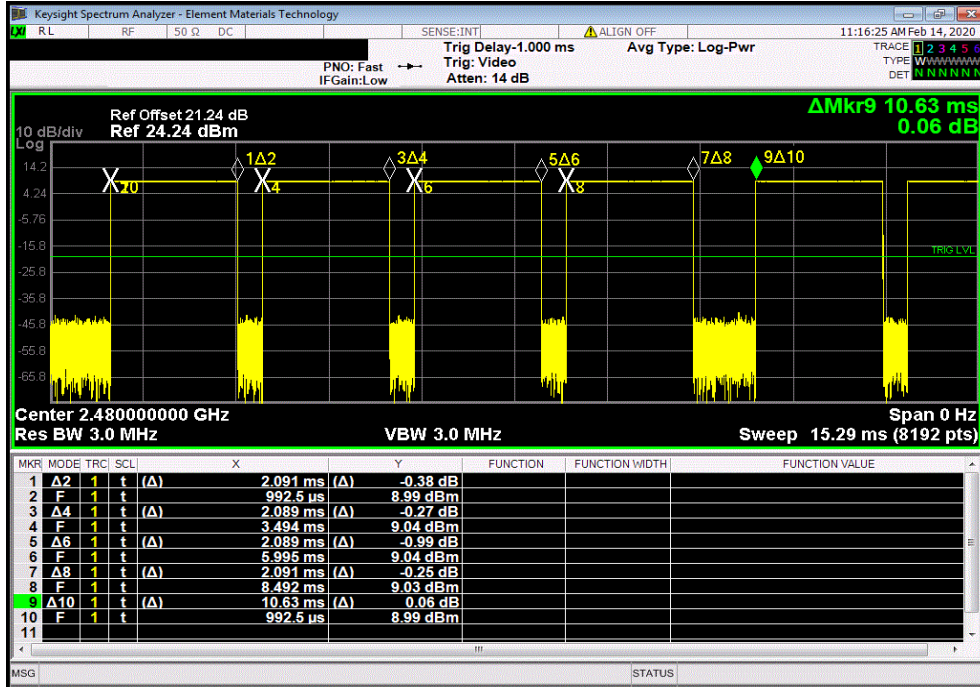 Keysight Spectrum Analyzer - Element Materials Technology
LXI RL RF 50 Ω DC SENSE:INT ALIGN OFF 11:16:25 AM Feb 14, 2020
Trig Delay-1.000 ms Avg Type: Log-Pwr TRACE 1 2 3 4 5 6
PNO: Fast Trig: Video TYPE WWWWWW
IFGain:Low Atten: 14 dB DET N N N N N N
ΔMkr9 10.63 ms
Ref Offset 21.24 dB
10 dB/div Ref 24.24 dBm 0.06 dB
Log
1Δ2 3Δ4 5Δ6 7Δ8 9Δ10
14.2
4 6 8
4.24
-5.76
-15.8
TRIG LVL
-25.8
-35.8
-45.8
-55.8
-65.8
Center 2.480000000 GHz Span 0 Hz
Res BW 3.0 MHz VBW 3.0 MHz Sweep 15.29 ms (8192 pts)
MKR MODE TRC SCL X Y FUNCTION FUNCTION WIDTH FUNCTION VALUE
1 Δ2 1 t (Δ) 2.091 ms (Δ) -0.38 dB
2 F 1 t 992.5 µs 8.99 dBm
3 Δ4 1 t (Δ) 2.089 ms (Δ) -0.27 dB
4 F 1 t 3.494 ms 9.04 dBm
5 Δ6 1 t (Δ) 2.089 ms (Δ) -0.99 dB
6 F 1 t 5.995 ms 9.04 dBm
7 Δ8 1 t (Δ) 2.091 ms (Δ) -0.25 dB
8 F 1 t 8.492 ms 9.03 dBm
9 Δ10 1 t (Δ) 10.63 ms (Δ) 0.06 dB
10 F 1 t 992.5 µs 8.99 dBm
11
MSG STATUS